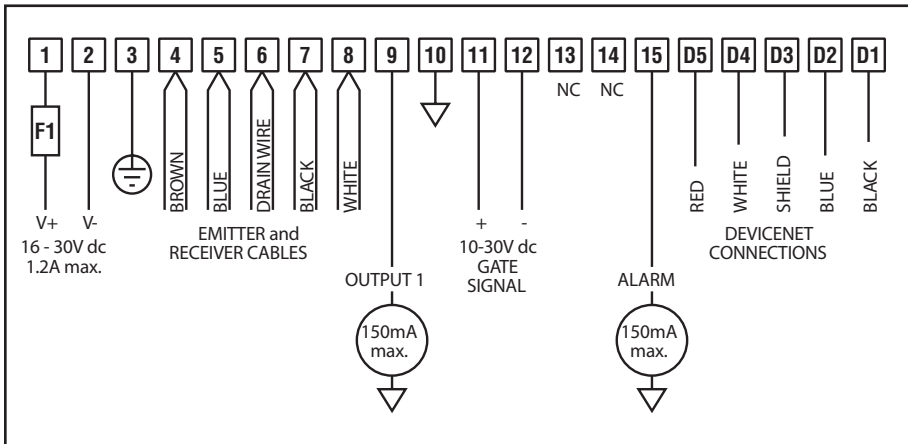 1 2 3 4 5 6 7 8 9 10 11 12 13 14 15 D5 D4 D3 D2 D1
NC NC
F1
BROWN
BLUE
DRAIN WIRE
BLACK
WHITE
RED
WHITE
SHIELD
BLUE
BLACK
V+ V-
16 - 30V dc
1.2A max.
EMITTER and
RECEIVER CABLES
+ -
10-30V dc
GATE
SIGNAL
DEVICENET
CONNECTIONS
OUTPUT 1
150mA
max.
ALARM
150mA
max.